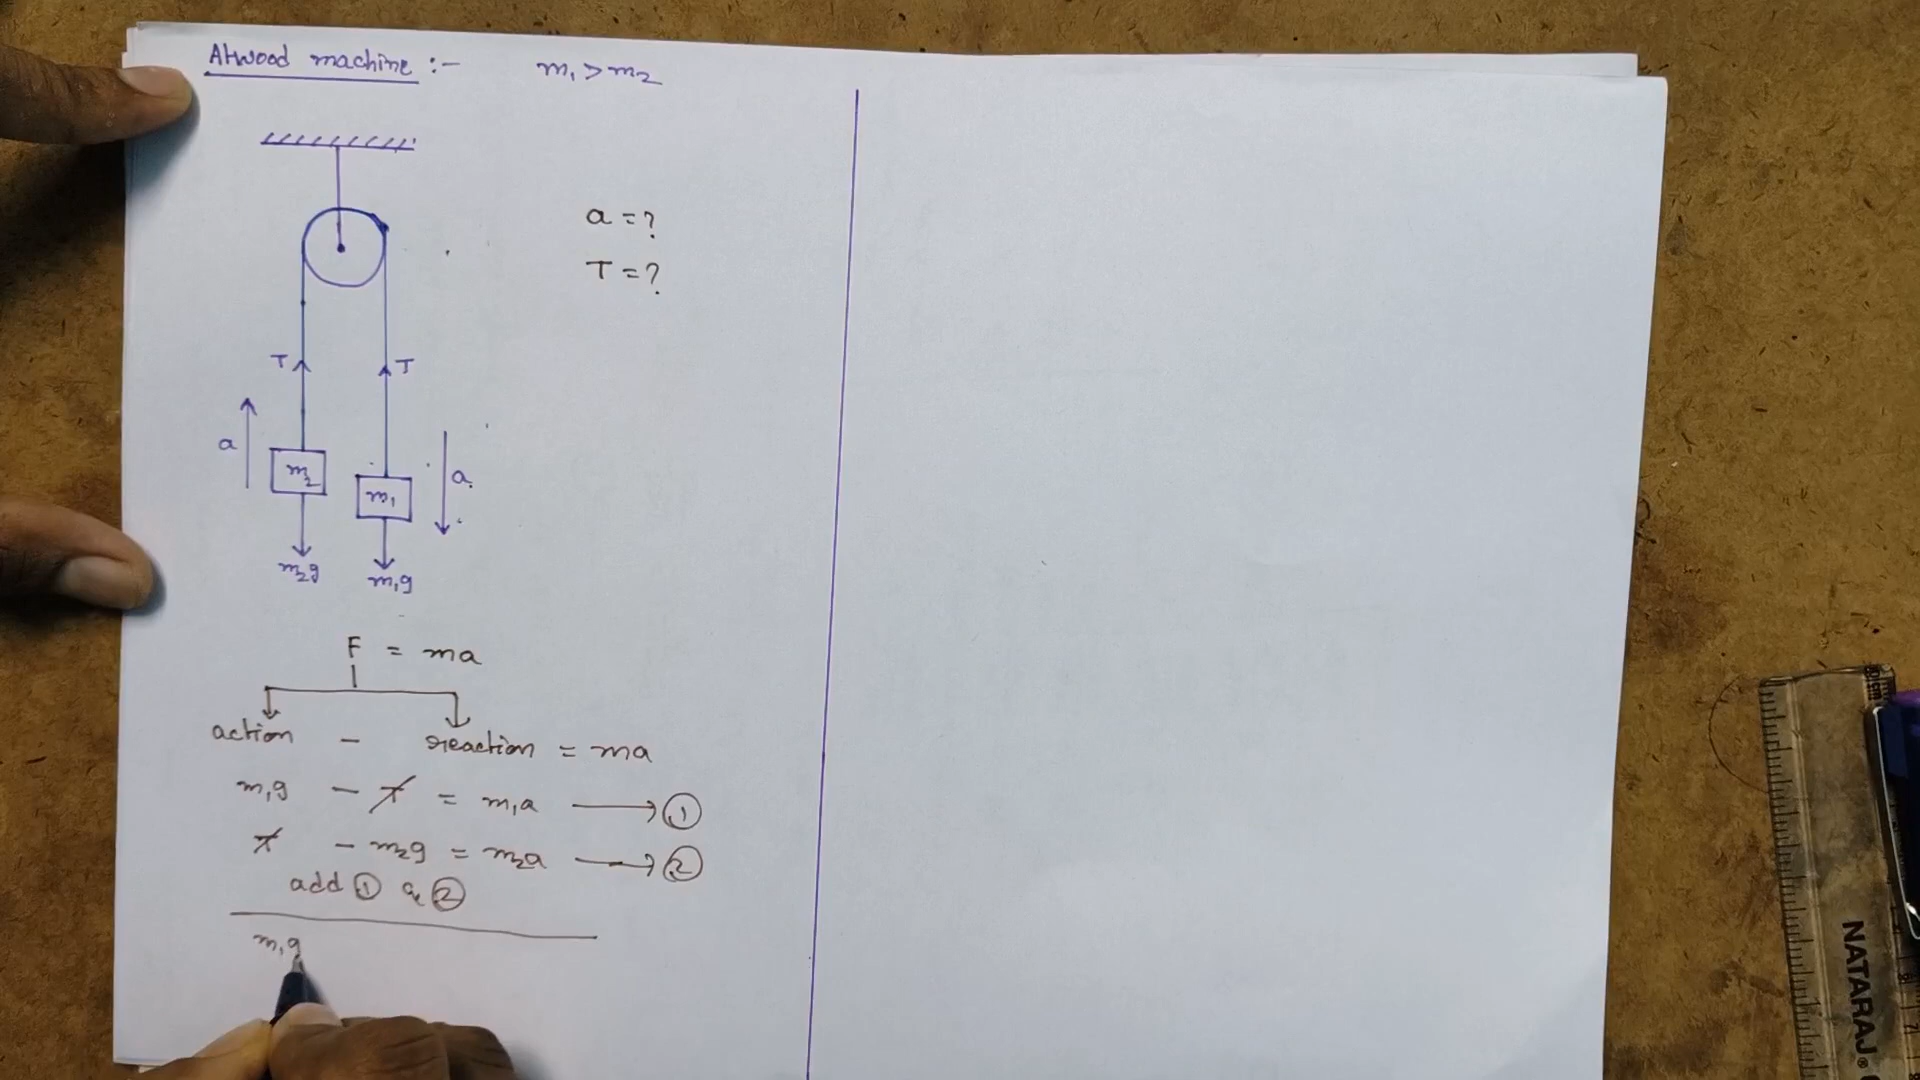 Atwood machine :- m₁ > m₂
a = ?
T = ?
T T
a m₂ m₁ a
m₂g m₁g
F = ma
action - reaction = ma
m₁g - T = m₁a → ①
T - m₂g = m₂a → ②
add ① & ②
m₁g
NATARAJ